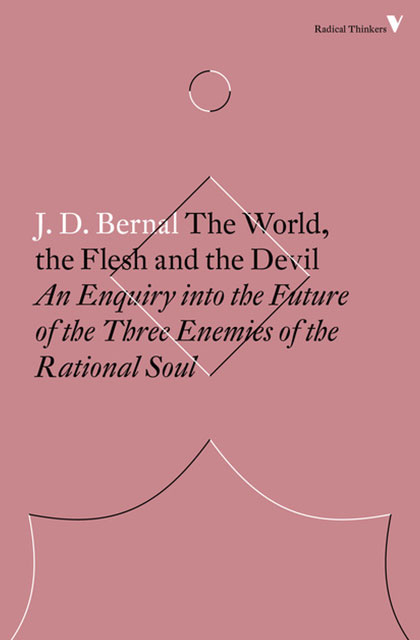 Radical Thinkers V
J. D. Bernal The World,
the Flesh and the Devil
An Enquiry into the Future
of the Three Enemies of the
Rational Soul